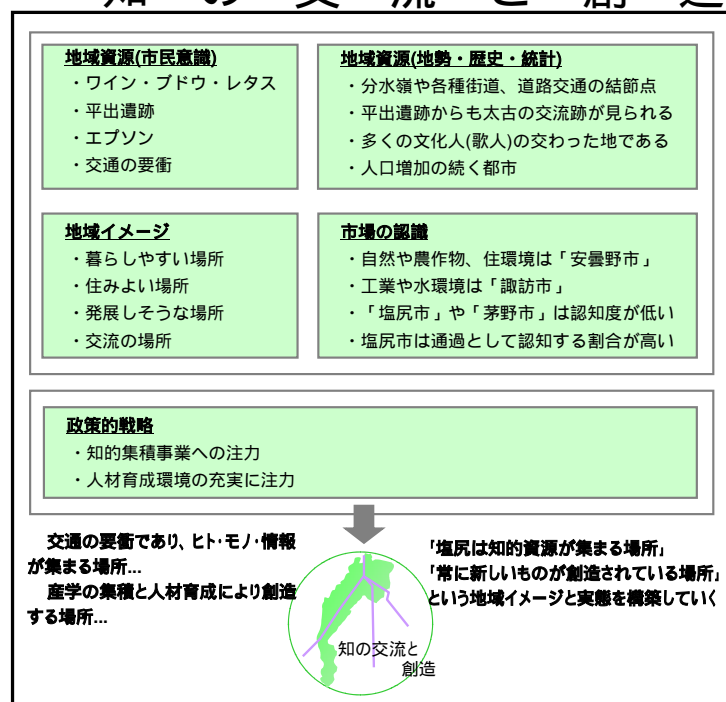 知の交流と創造
地域資源(市民意識)
・ワイン・ブドウ・レタス
・平出遺跡
・エプソン
・交通の要衝
地域資源(地勢・歴史・統計)
・分水嶺や各種街道、道路交通の結節点
・平出遺跡からも太古の交流跡が見られる
・多くの文化人(歌人)の交わった地である
・人口増加の続く都市
地域イメージ
・暮らしやすい場所
・住みよい場所
・発展しそうな場所
・交流の場所
市場の認識
・自然や農作物、住環境は「安曇野市」
・工業や水環境は「諏訪市」
・「塩尻市」や「茅野市」は認知度が低い
・塩尻市は通過として認知する割合が高い
政策的戦略
・知的集積事業への注力
・人材育成環境の充実に注力
交通の要衝であり、ヒト・モノ・情報
が集まる場所...
産学の集積と人材育成により創造
する場所...
「塩尻は知的資源が集まる場所」
「常に新しいものが創造されている場所」
という地域イメージと実態を構築していく
知の交流と
創造